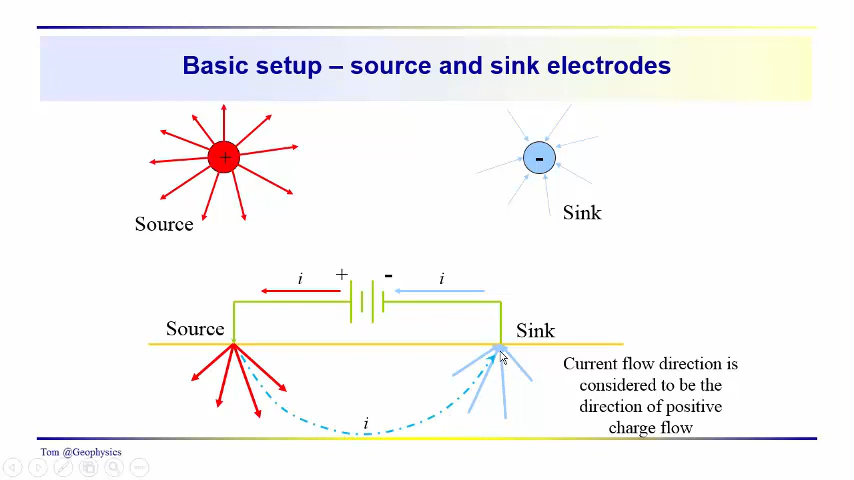 Basic setup – source and sink electrodes
+
-
Source
Sink
i
+
-
i
Source
Sink
Current flow direction is
considered to be the
direction of positive
charge flow
i
Tom @Geophysics